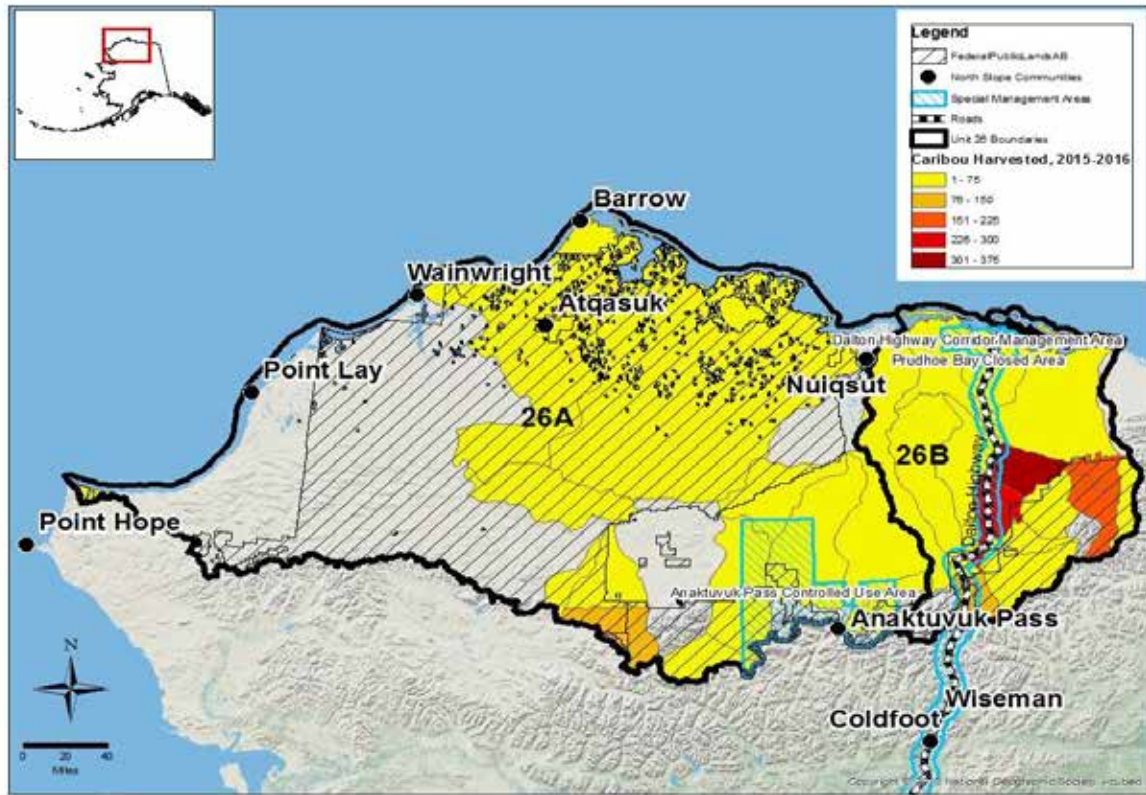 Legend
FederalPublicLandsAB
North Slope Communities
Special Management Areas
Roads
Unit 26 Boundaries
Caribou Harvested, 2015-2016
1 - 75
76 - 150
151 - 225
226 - 300
301 - 375
Barrow
Wainwright
Atqasuk
Dalton Highway Corridor Management Area
Prudhoe Bay Closed Area
Point Lay
Nuiqsut
26A
26B
Dalton Highway
Point Hope
Anaktuvuk Pass Controlled Use Area
Anaktuvuk Pass
N
Wiseman
Coldfoot
0 20 40
Miles
National Geographic Society